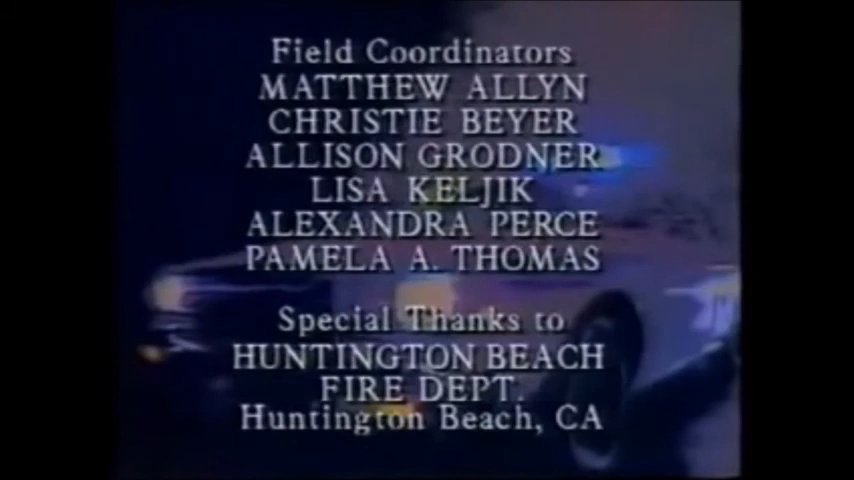 Field Coordinators
MATTHEW ALLYN
CHRISTIE BEYER
ALLISON GRODNER
LISA KELJIK
ALEXANDRA PERCE
PAMELA A. THOMAS
Special Thanks to
HUNTINGTON BEACH
FIRE DEPT.
Huntington Beach, CA